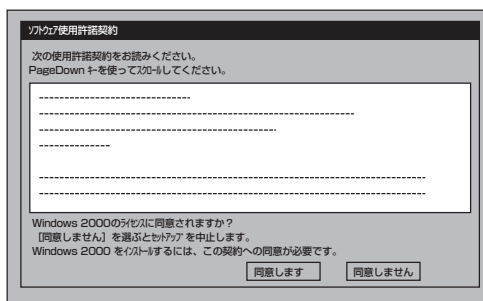 ｿﾌﾄｳｪｱ使用許諾契約
次の使用許諾契約をお読みください。
PageDown ｷｰを使ってｽｸﾛｰﾙしてください。
Windows 2000のﾗｲｾﾝｽに同意されますか？
［同意しません］を選ぶとｾｯﾄｱｯﾌﾟを中止します。
Windows 2000 をｲﾝｽﾄｰﾙするには、この契約への同意が必要です。
同意します　同意しません